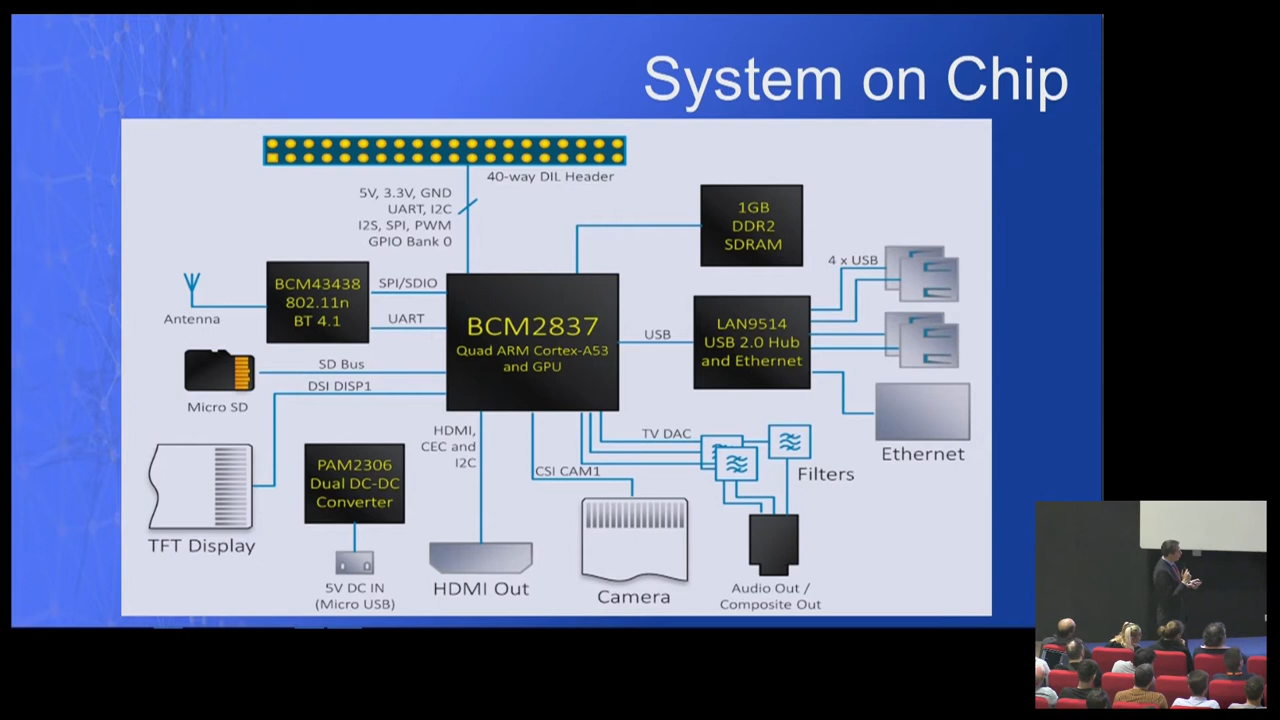 System on Chip
40-way DIL Header
5V, 3.3V, GND
UART, I2C
I2S, SPI, PWM
GPIO Bank 0
1GB
DDR2
SDRAM
4 x USB
BCM43438
802.11n
BT 4.1
SPI/SDIO
UART
Antenna
BCM2837
Quad ARM Cortex-A53
and GPU
USB
LAN9514
USB 2.0 Hub
and Ethernet
SD Bus
DSI DISP1
Micro SD
HDMI,
CEC and
I2C
TV DAC
CSI CAM1
Filters
Ethernet
PAM2306
Dual DC-DC
Converter
TFT Display
5V DC IN
(Micro USB)
HDMI Out
Camera
Audio Out /
Composite Out